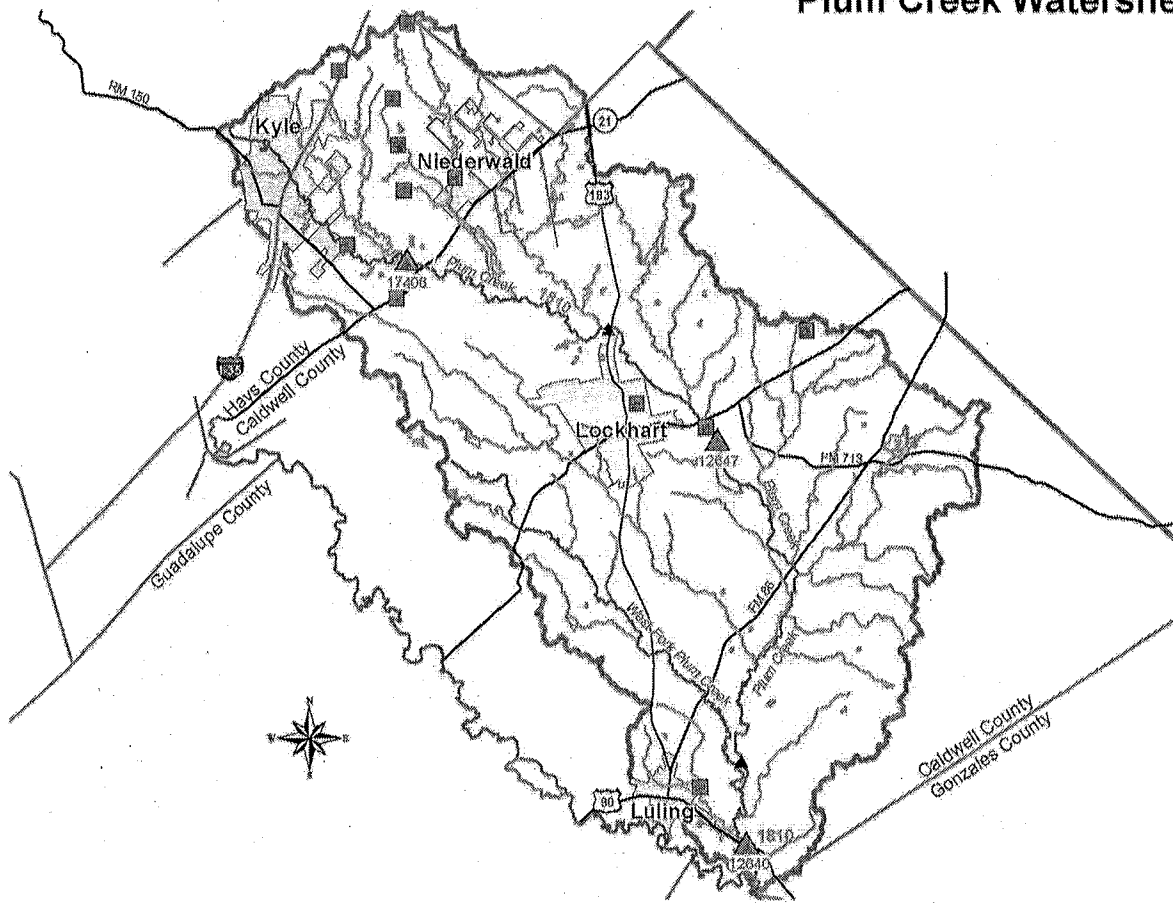 Plum Creek Watershe
RM 150
Kyle
21
Niederwald
183
Plum Creek
17406
1810
Hays County
Caldwell County
Lockhart
12647
FM 713
Plum Creek
Guadalupe County
FM 86
West Fork Plum Creek
Plum Creek
N
Caldwell County
Gonzales County
Luling
1810
12640